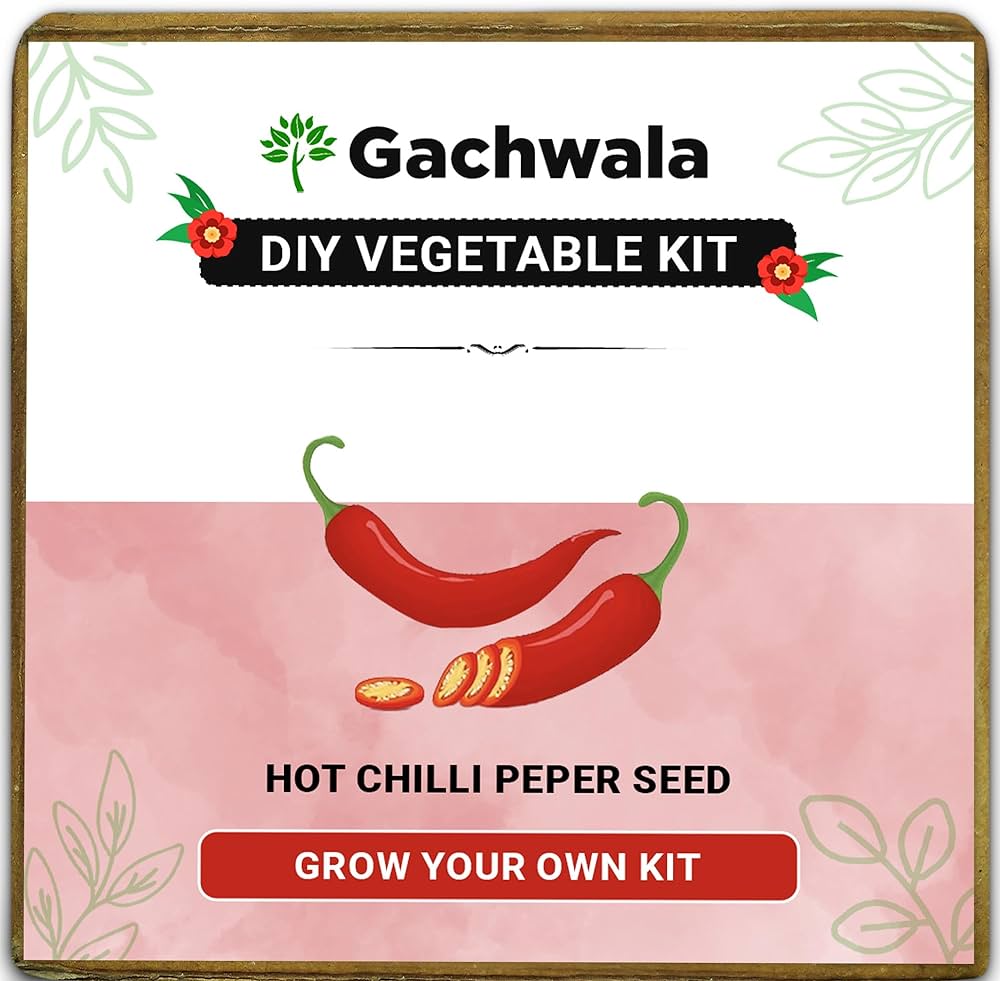 Gachwala
DIY VEGETABLE KIT
HOT CHILLI PEPER SEED
GROW YOUR OWN KIT